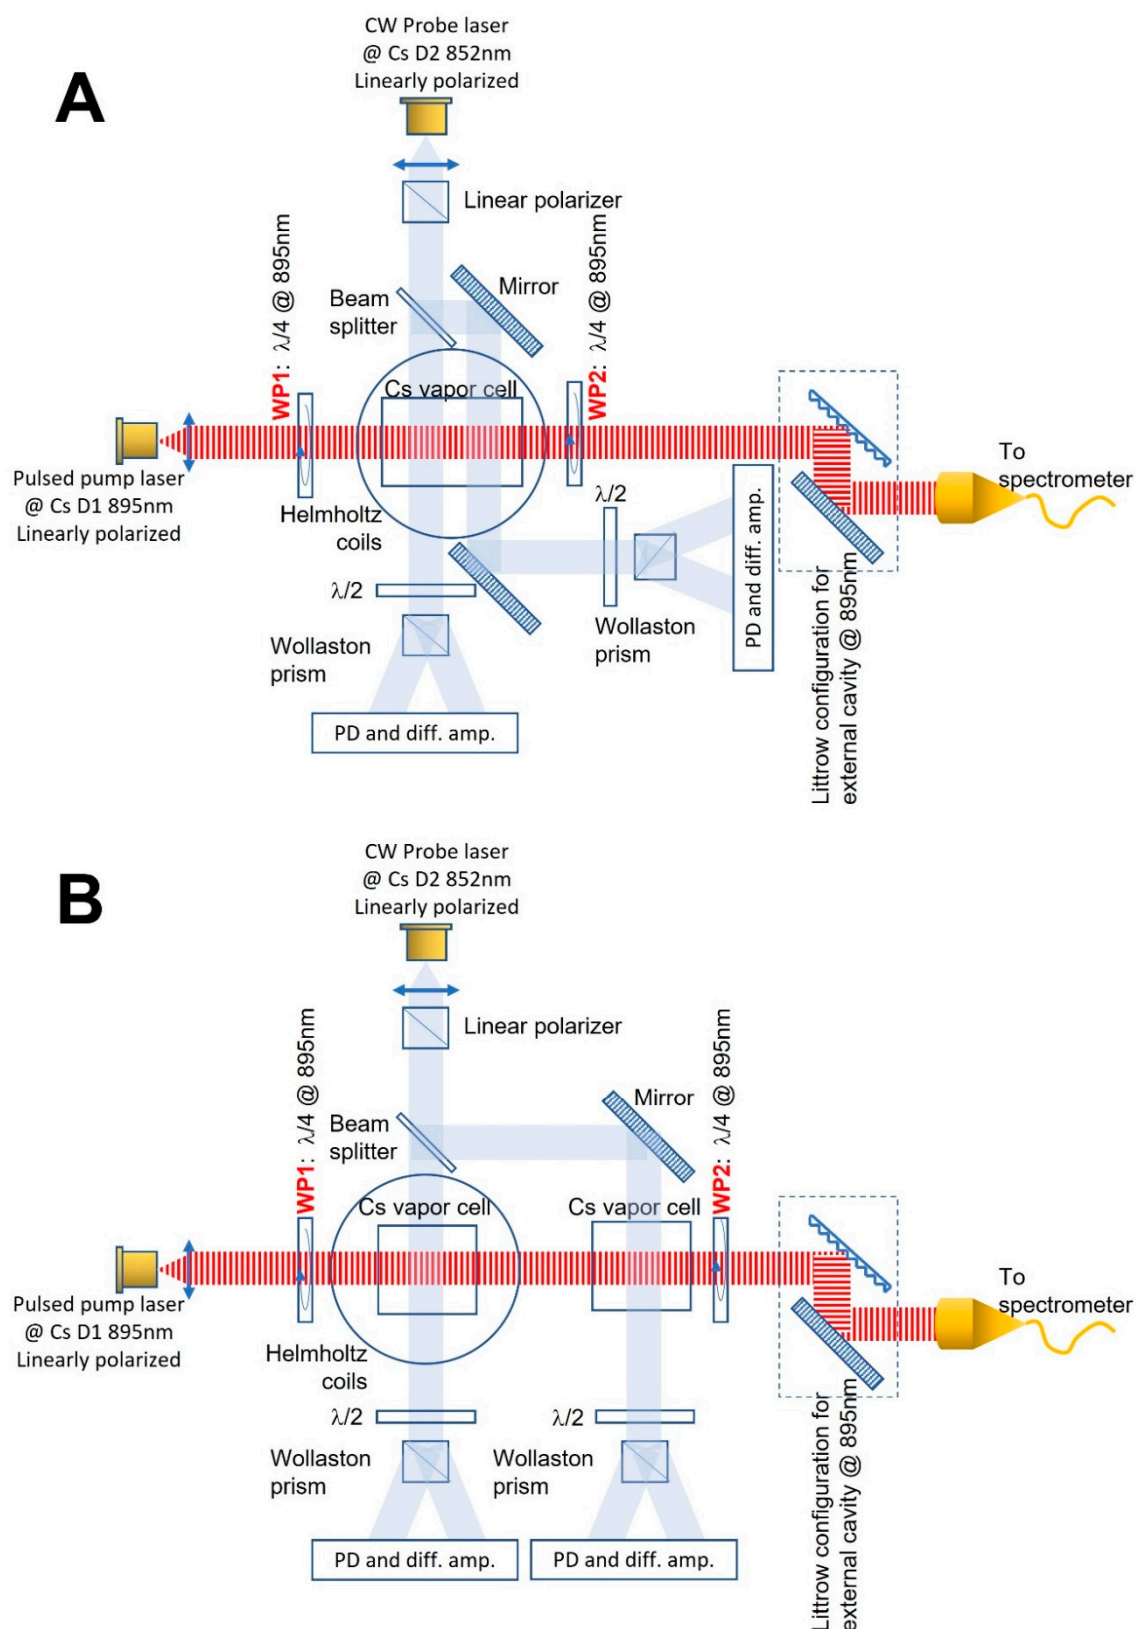 A
CW Probe laser
@ Cs D2 852nm
Linearly polarized
Linear polarizer
WP1: λ/4 @ 895nm
Beam
splitter
Mirror
WP2: λ/4 @ 895nm
Cs vapor cell
Pulsed pump laser
@ Cs D1 895nm
Linearly polarized
Helmholtz
coils
λ/2
Wollaston
prism
PD and diff. amp.
λ/2
Wollaston
prism
PD and diff. amp.
Littrow configuration for
external cavity @ 895nm
To
spectrometer
B
CW Probe laser
@ Cs D2 852nm
Linearly polarized
Linear polarizer
WP1: λ/4 @ 895nm
Beam
splitter
Mirror
WP2: λ/4 @ 895nm
Cs vapor cell
Cs vapor cell
Pulsed pump laser
@ Cs D1 895nm
Linearly polarized
Helmholtz
coils
λ/2
Wollaston
prism
PD and diff. amp.
λ/2
Wollaston
prism
PD and diff. amp.
Littrow configuration for
external cavity @ 895nm
To
spectrometer